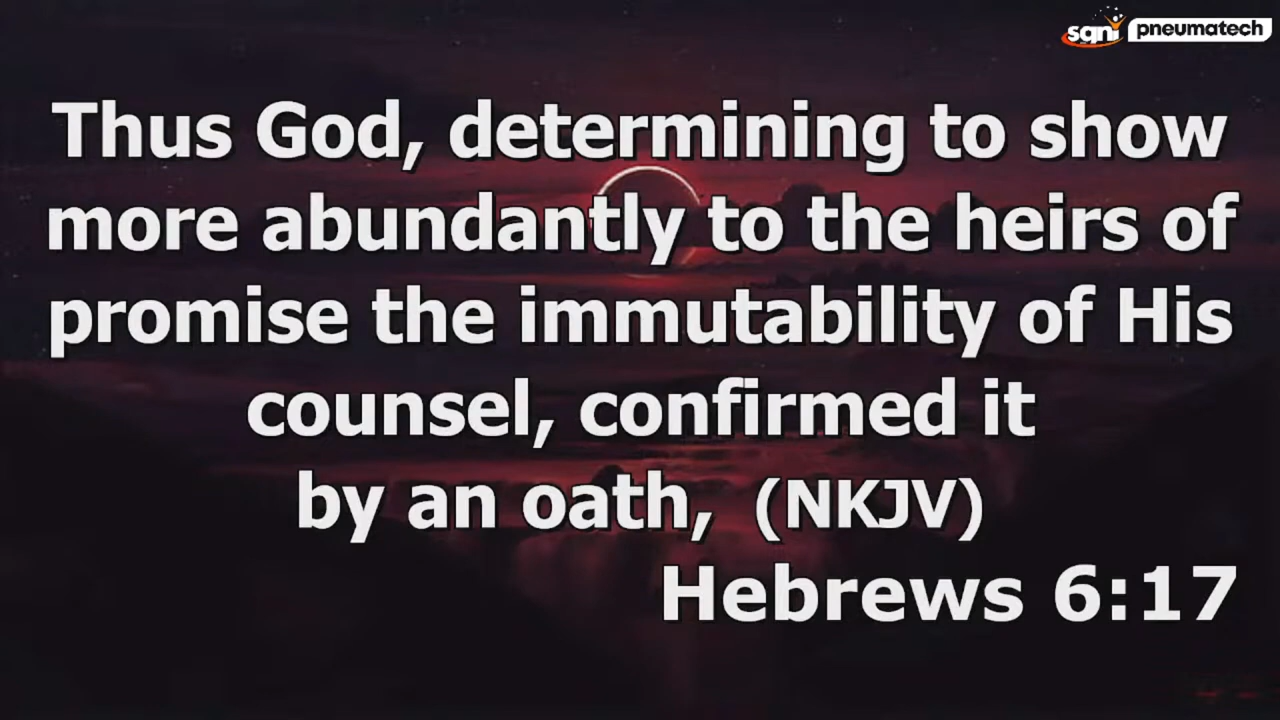 sqni pneumatech
Thus God, determining to show
more abundantly to the heirs of
promise the immutability of His
counsel, confirmed it
by an oath, (NKJV)
Hebrews 6:17